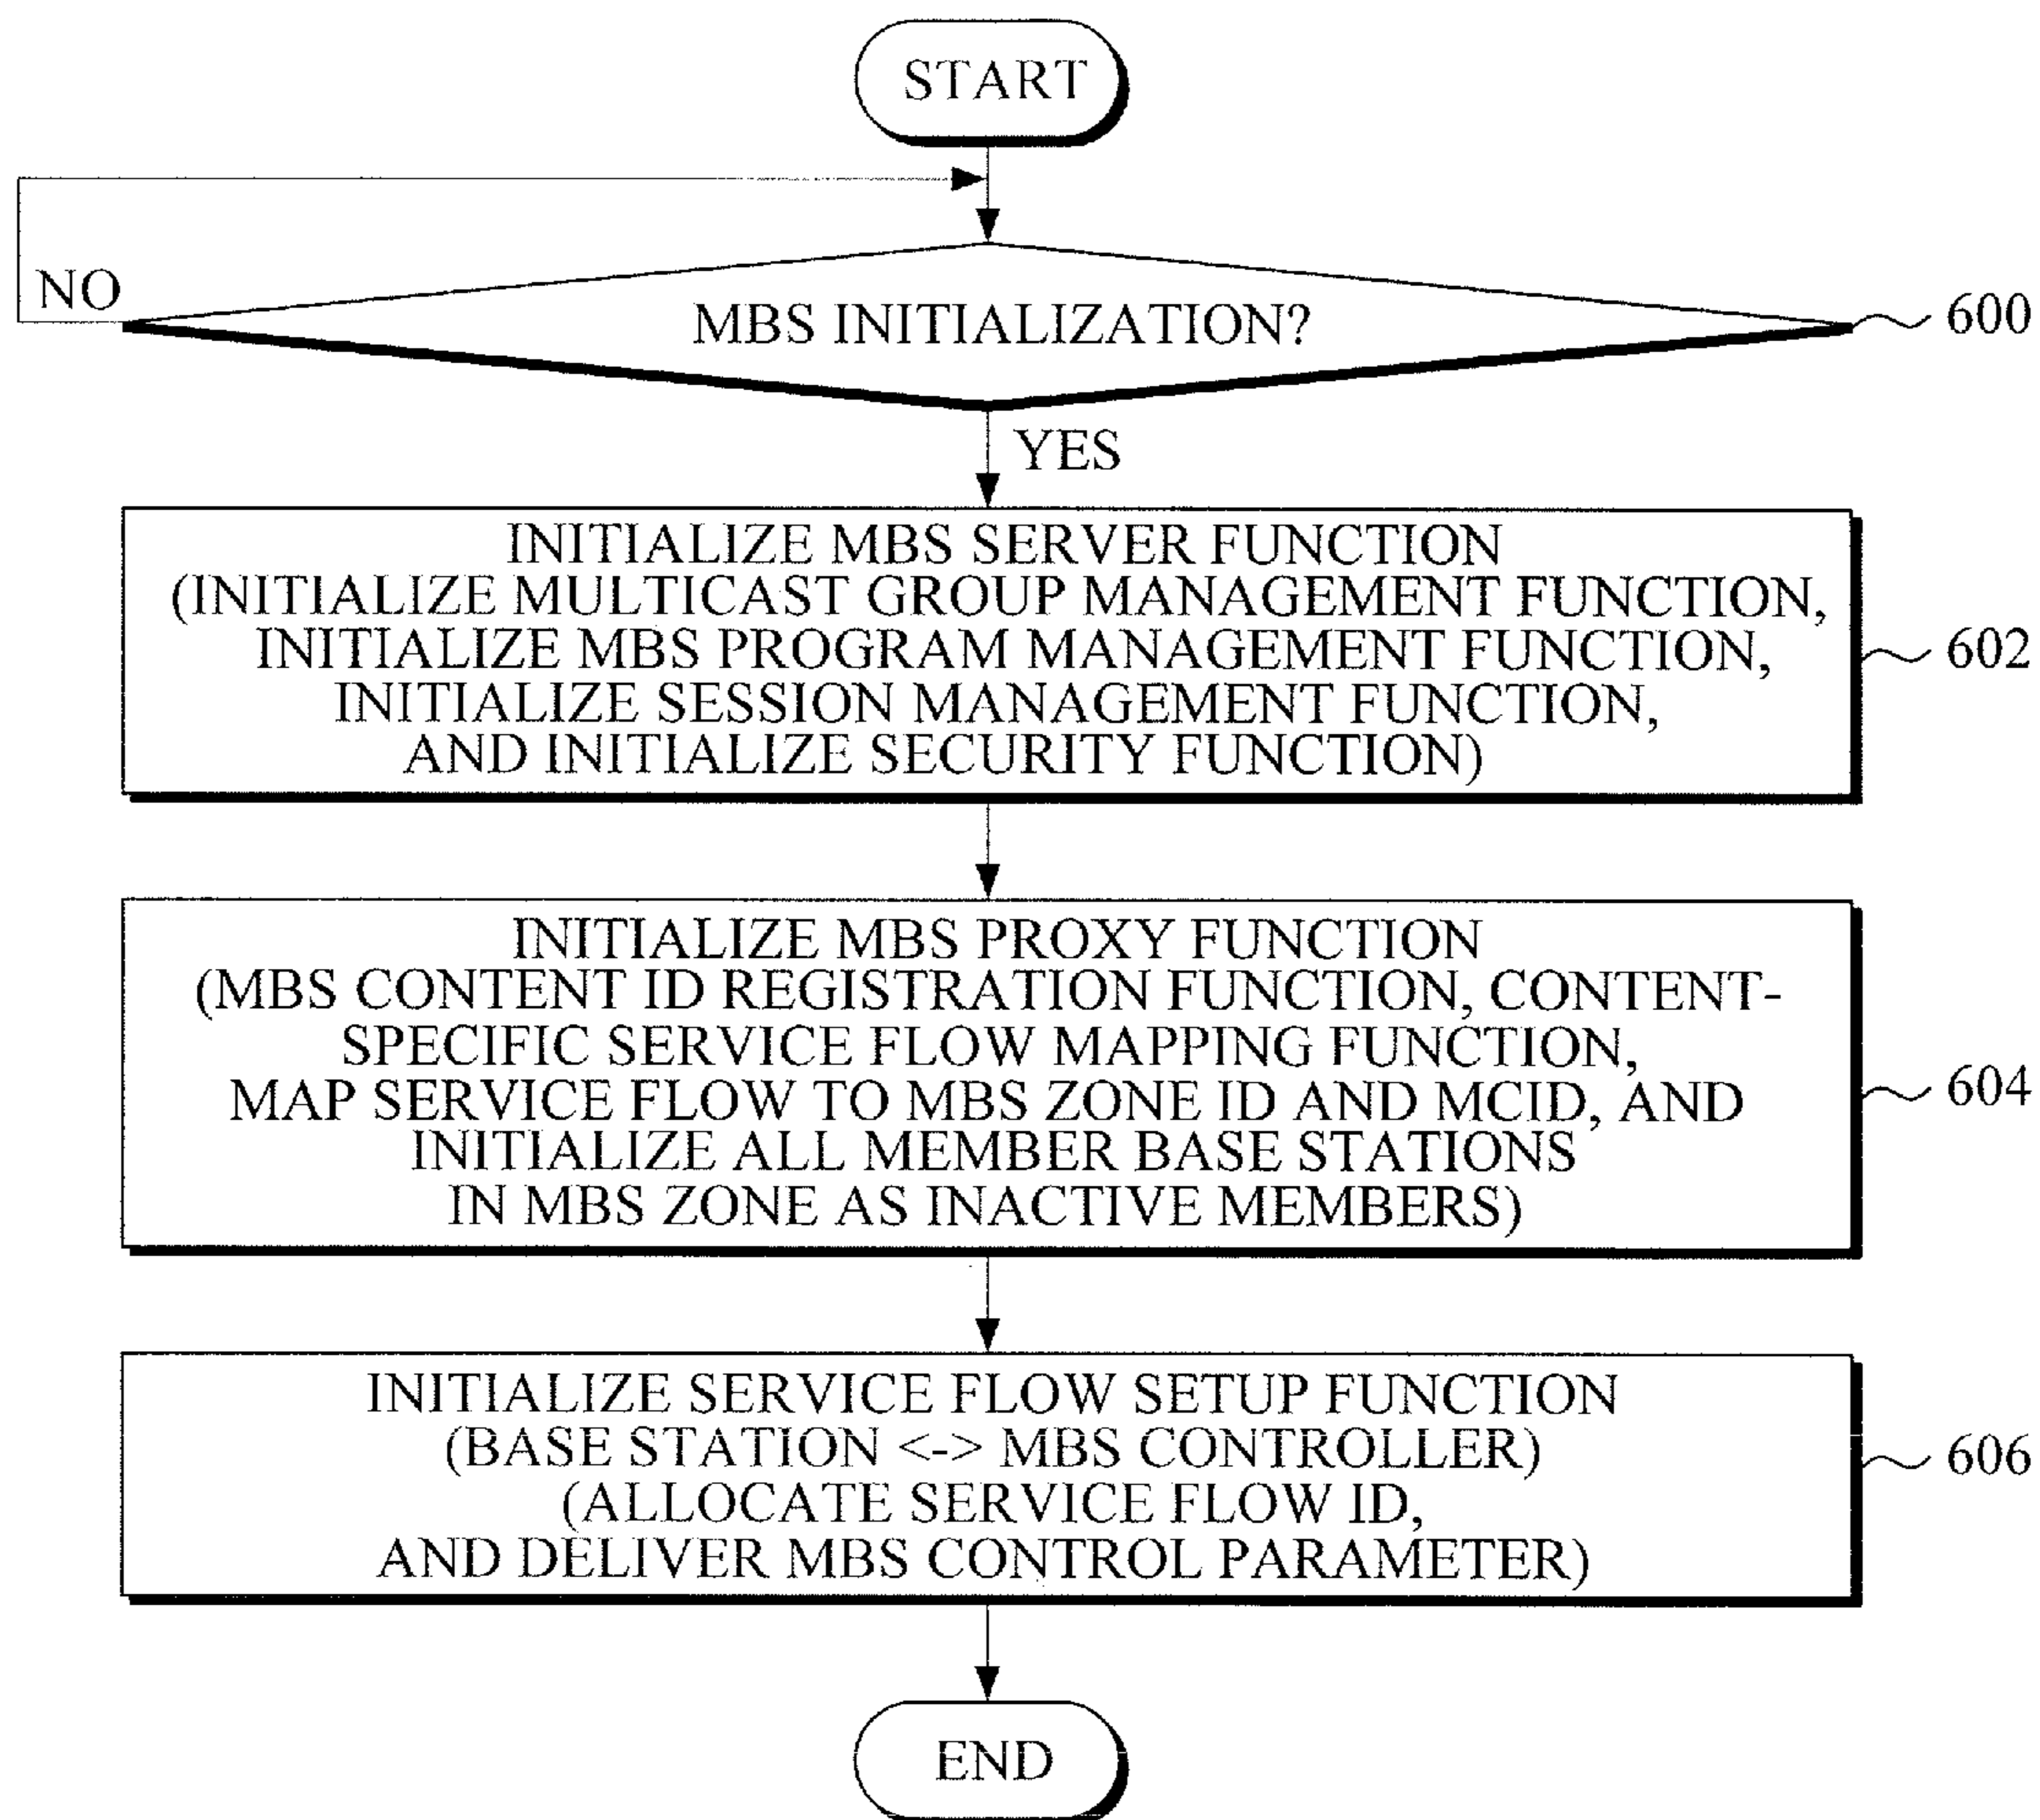 START
NO
MBS INITIALIZATION?
600
YES
INITIALIZE MBS SERVER FUNCTION
(INITIALIZE MULTICAST GROUP MANAGEMENT FUNCTION,
INITIALIZE MBS PROGRAM MANAGEMENT FUNCTION,
INITIALIZE SESSION MANAGEMENT FUNCTION,
AND INITIALIZE SECURITY FUNCTION)
602
INITIALIZE MBS PROXY FUNCTION
(MBS CONTENT ID REGISTRATION FUNCTION, CONTENT-
SPECIFIC SERVICE FLOW MAPPING FUNCTION,
MAP SERVICE FLOW TO MBS ZONE ID AND MCID, AND
INITIALIZE ALL MEMBER BASE STATIONS
IN MBS ZONE AS INACTIVE MEMBERS)
604
INITIALIZE SERVICE FLOW SETUP FUNCTION
(BASE STATION <-> MBS CONTROLLER)
(ALLOCATE SERVICE FLOW ID,
AND DELIVER MBS CONTROL PARAMETER)
606
END